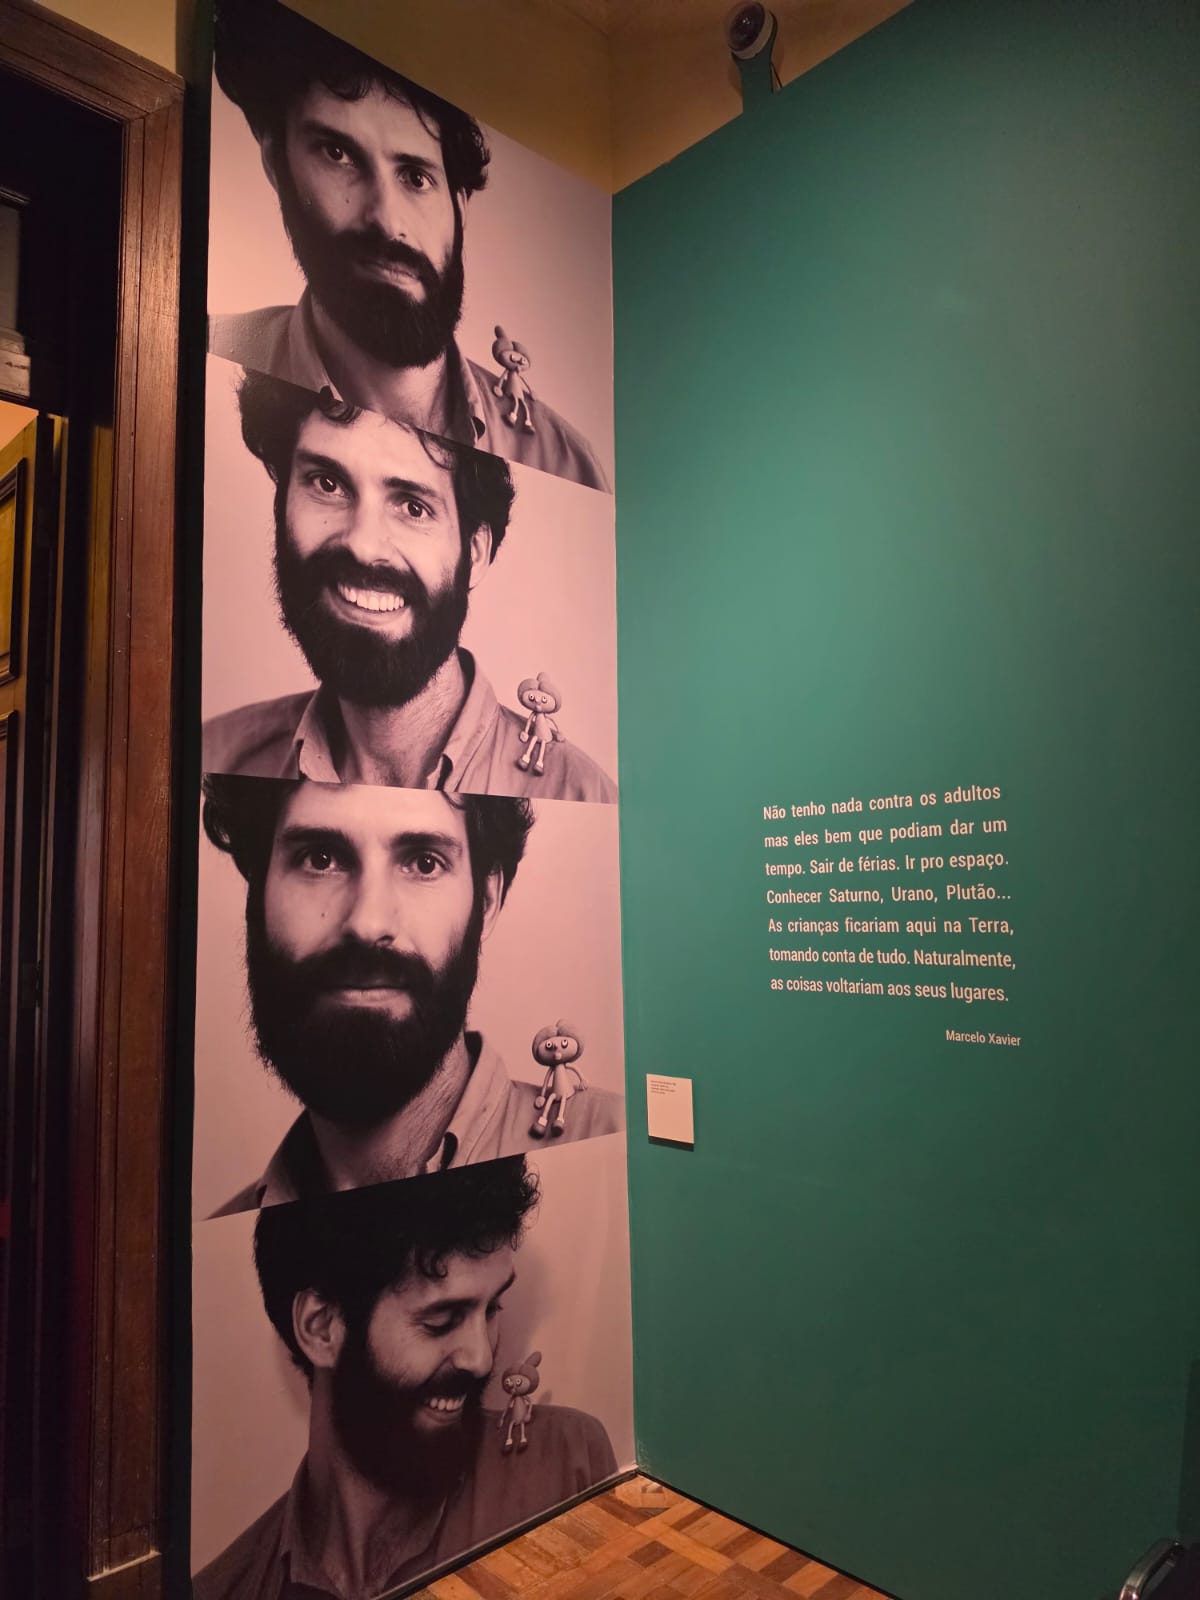 Não tenho nada contra os adultos
mas eles bem que podiam dar um
tempo. Sair de férias. Ir pro espaço.
Conhecer Saturno, Urano, Plutão...
As crianças ficariam aqui na Terra,
tomando conta de tudo. Naturalmente,
as coisas voltariam aos seus lugares.
Marcelo Xavier